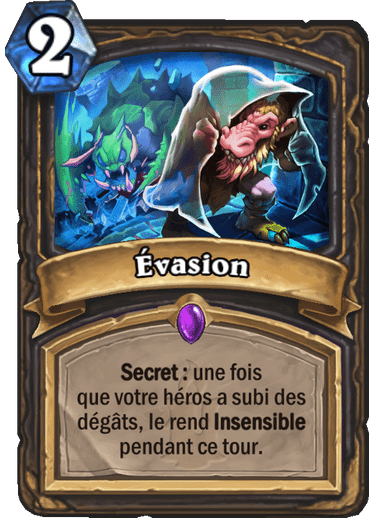 2
Évasion
Secret : une fois
que votre héros a subi des
dégâts, le rend Insensible
pendant ce tour.